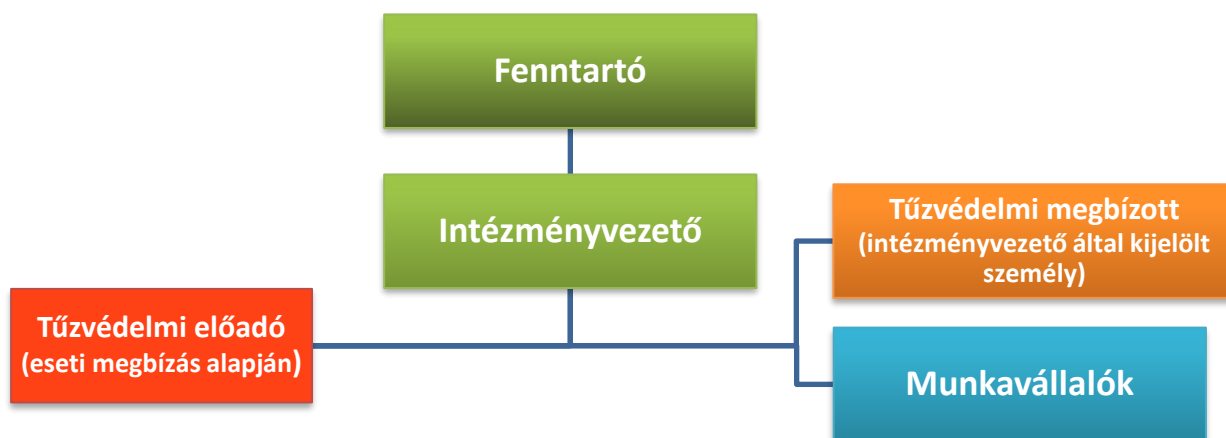 Fenntartó
Intézményvezető
Tűzvédelmi megbízott
(intézményvezető által kijelölt
személy)
Tűzvédelmi előadó
(eseti megbízás alapján)
Munkavállalók